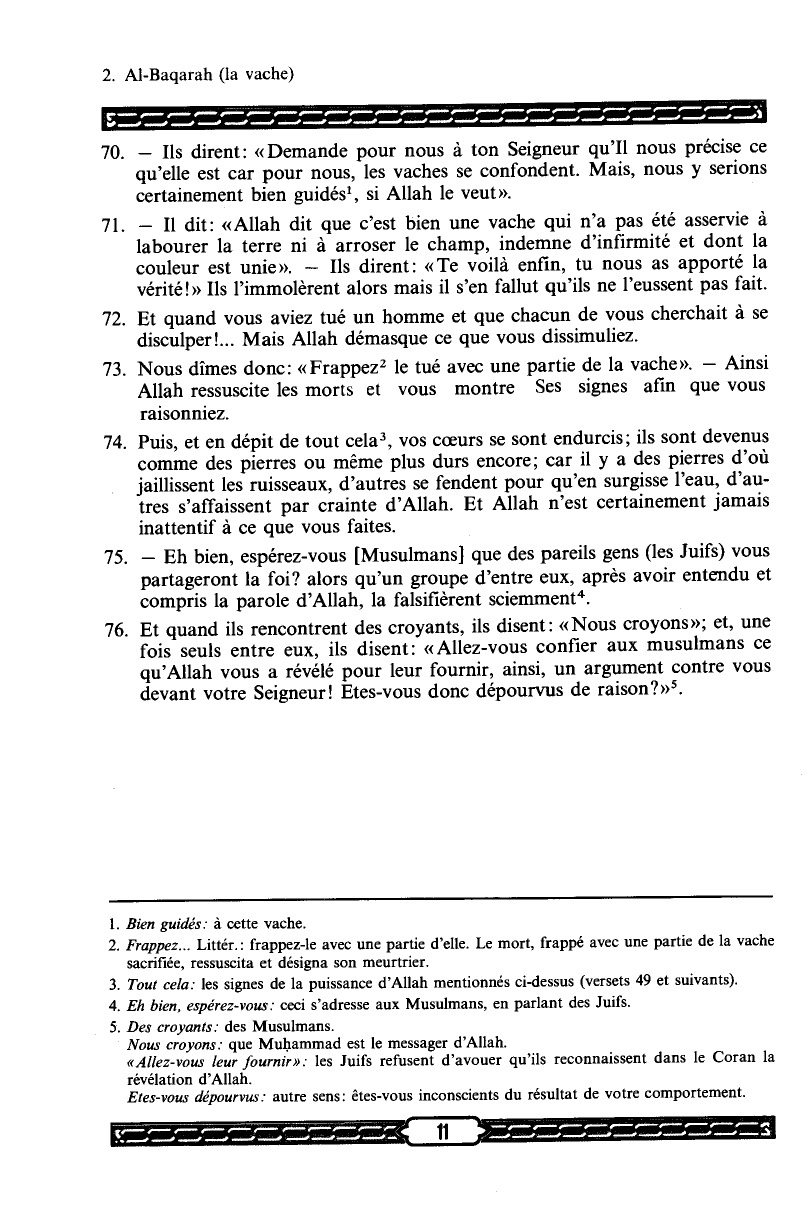 2. Al-Baqarah (la vache)
70. — Ils dirent: «Demande pour nous à ton Seigneur qu'Il nous précise ce
qu'elle est car pour nous, les vaches se confondent. Mais, nous y serions
certainement bien guidés¹, si Allah le veut».
71. — Il dit: «Allah dit que c'est bien une vache qui n'a pas été asservie à
labourer la terre ni à arroser le champ, indemne d'infirmité et dont la
couleur est unie». — Ils dirent: «Te voilà enfin, tu nous as apporté la
vérité!» Ils l'immolèrent alors mais il s'en fallut qu'ils ne l'eussent pas fait.
72. Et quand vous aviez tué un homme et que chacun de vous cherchait à se
disculper!... Mais Allah démasque ce que vous dissimuliez.
73. Nous dîmes donc: «Frappez² le tué avec une partie de la vache». — Ainsi
Allah ressuscite les morts et vous montre Ses signes afin que vous
raisonniez.
74. Puis, et en dépit de tout cela³, vos cœurs se sont endurcis; ils sont devenus
comme des pierres ou même plus durs encore; car il y a des pierres d'où
jaillissent les ruisseaux, d'autres se fendent pour qu'en surgisse l'eau, d'au-
tres s'affaissent par crainte d'Allah. Et Allah n'est certainement jamais
inattentif à ce que vous faites.
75. — Eh bien, espérez-vous [Musulmans] que des pareils gens (les Juifs) vous
partageront la foi? alors qu'un groupe d'entre eux, après avoir entendu et
compris la parole d'Allah, la falsifièrent sciemment⁴.
76. Et quand ils rencontrent des croyants, ils disent: «Nous croyons»; et, une
fois seuls entre eux, ils disent: «Allez-vous confier aux musulmans ce
qu'Allah vous a révélé pour leur fournir, ainsi, un argument contre vous
devant votre Seigneur! Etes-vous donc dépourvus de raison?»⁵.
1. Bien guidés: à cette vache.
2. Frappez... Littér.: frappez-le avec une partie d'elle. Le mort, frappé avec une partie de la vache
sacrifiée, ressuscita et désigna son meurtrier.
3. Tout cela: les signes de la puissance d'Allah mentionnés ci-dessus (versets 49 et suivants).
4. Eh bien, espérez-vous: ceci s'adresse aux Musulmans, en parlant des Juifs.
5. Des croyants: des Musulmans.
Nous croyons: que Muḥammad est le messager d'Allah.
«Allez-vous leur fournir»: les Juifs refusent d'avouer qu'ils reconnaissent dans le Coran la
révélation d'Allah.
Etes-vous dépourvus: autre sens: êtes-vous inconscients du résultat de votre comportement.
11